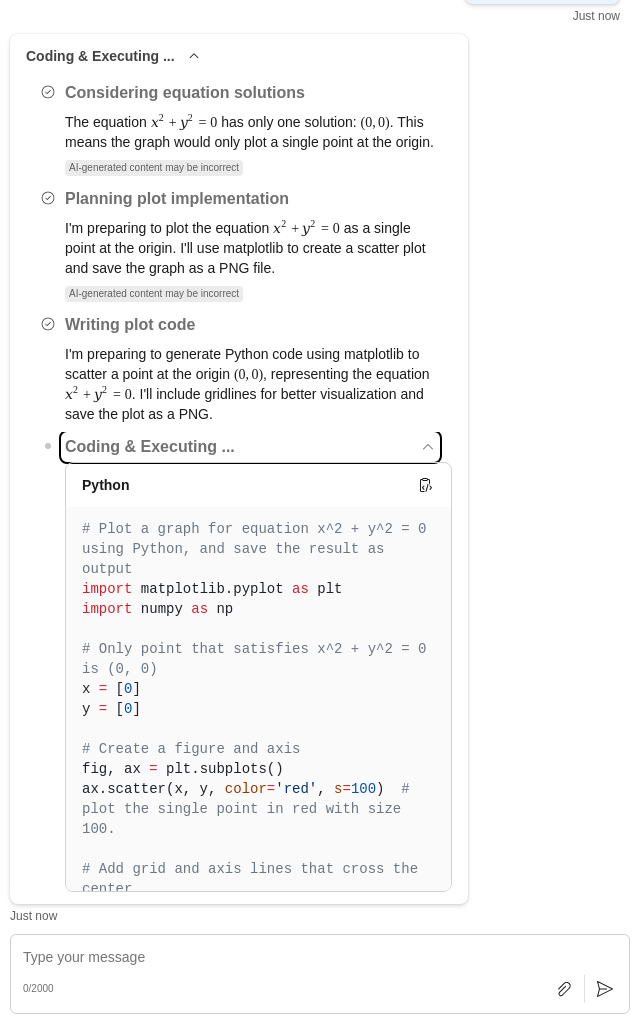 Just now
Coding & Executing ...
Considering equation solutions
The equation x² + y² = 0 has only one solution: (0, 0). This
means the graph would only plot a single point at the origin.
AI-generated content may be incorrect
Planning plot implementation
I'm preparing to plot the equation x² + y² = 0 as a single
point at the origin. I'll use matplotlib to create a scatter plot
and save the graph as a PNG file.
AI-generated content may be incorrect
Writing plot code
I'm preparing to generate Python code using matplotlib to
scatter a point at the origin (0, 0), representing the equation
x² + y² = 0. I'll include gridlines for better visualization and
save the plot as a PNG.
Coding & Executing ...
Python
# Plot a graph for equation x^2 + y^2 = 0
using Python, and save the result as
output
import matplotlib.pyplot as plt
import numpy as np
# Only point that satisfies x^2 + y^2 = 0
is (0, 0)
x = [0]
y = [0]
# Create a figure and axis
fig, ax = plt.subplots()
ax.scatter(x, y, color='red', s=100)  #
plot the single point in red with size
100.
# Add grid and axis lines that cross the
center
Just now
Type your message
0/2000